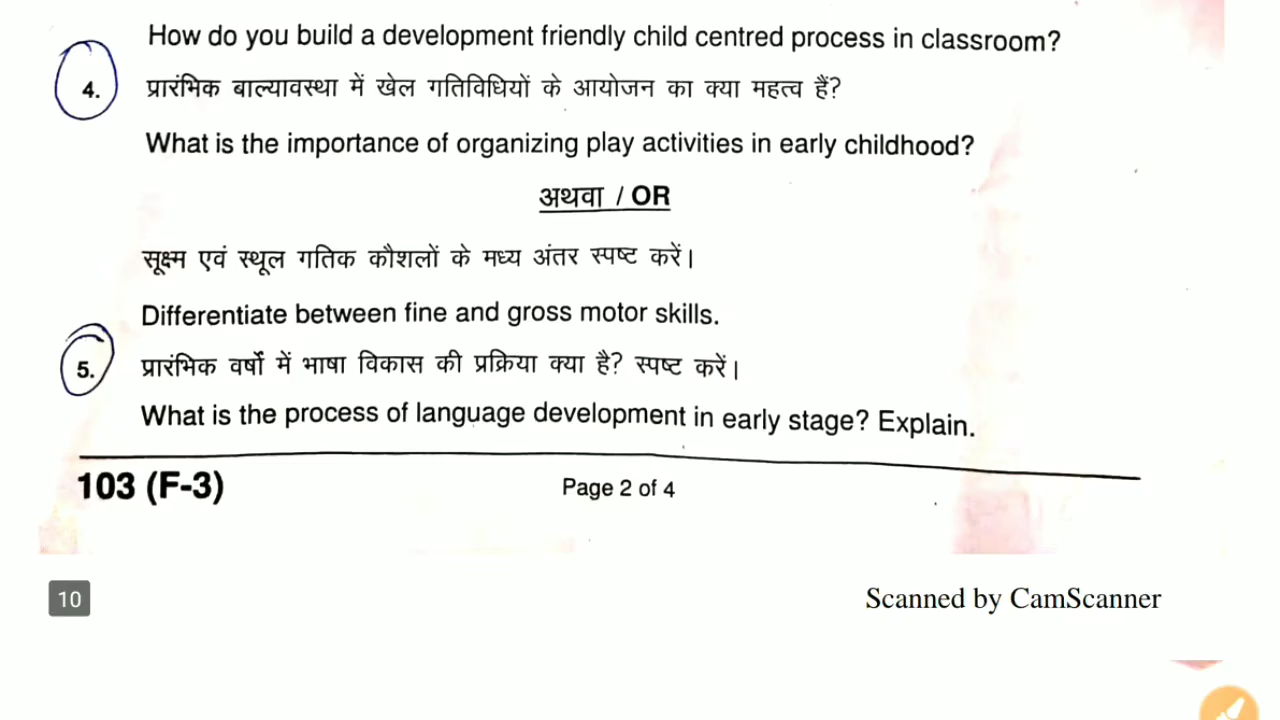 How do you build a development friendly child centred process in classroom?
4. प्रारंभिक बाल्यावस्था में खेल गतिविधियों के आयोजन का क्या महत्व हैं?
What is the importance of organizing play activities in early childhood?
अथवा / OR
सूक्ष्म एवं स्थूल गतिक कौशलों के मध्य अंतर स्पष्ट करें।
Differentiate between fine and gross motor skills.
5. प्रारंभिक वर्षों में भाषा विकास की प्रक्रिया क्या है? स्पष्ट करें।
What is the process of language development in early stage? Explain.
103 (F-3) Page 2 of 4
10 Scanned by CamScanner